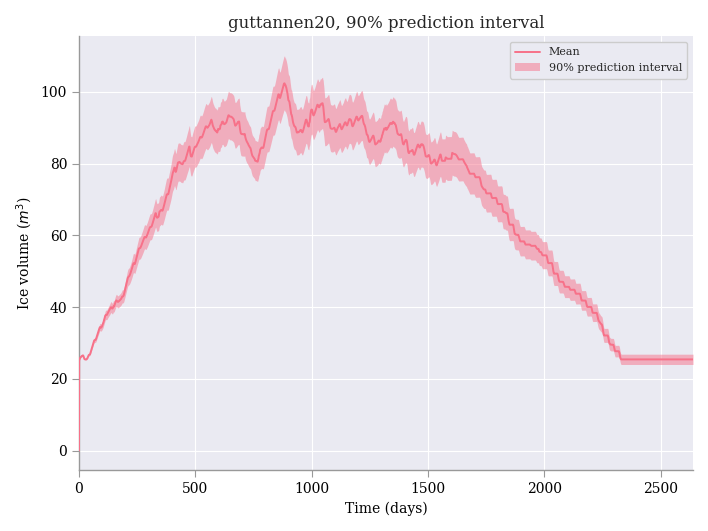 guttannen20, 90% prediction interval
Mean
90% prediction interval
Ice volume (m³)
100
80
60
40
20
0
0 500 1000 1500 2000 2500
Time (days)